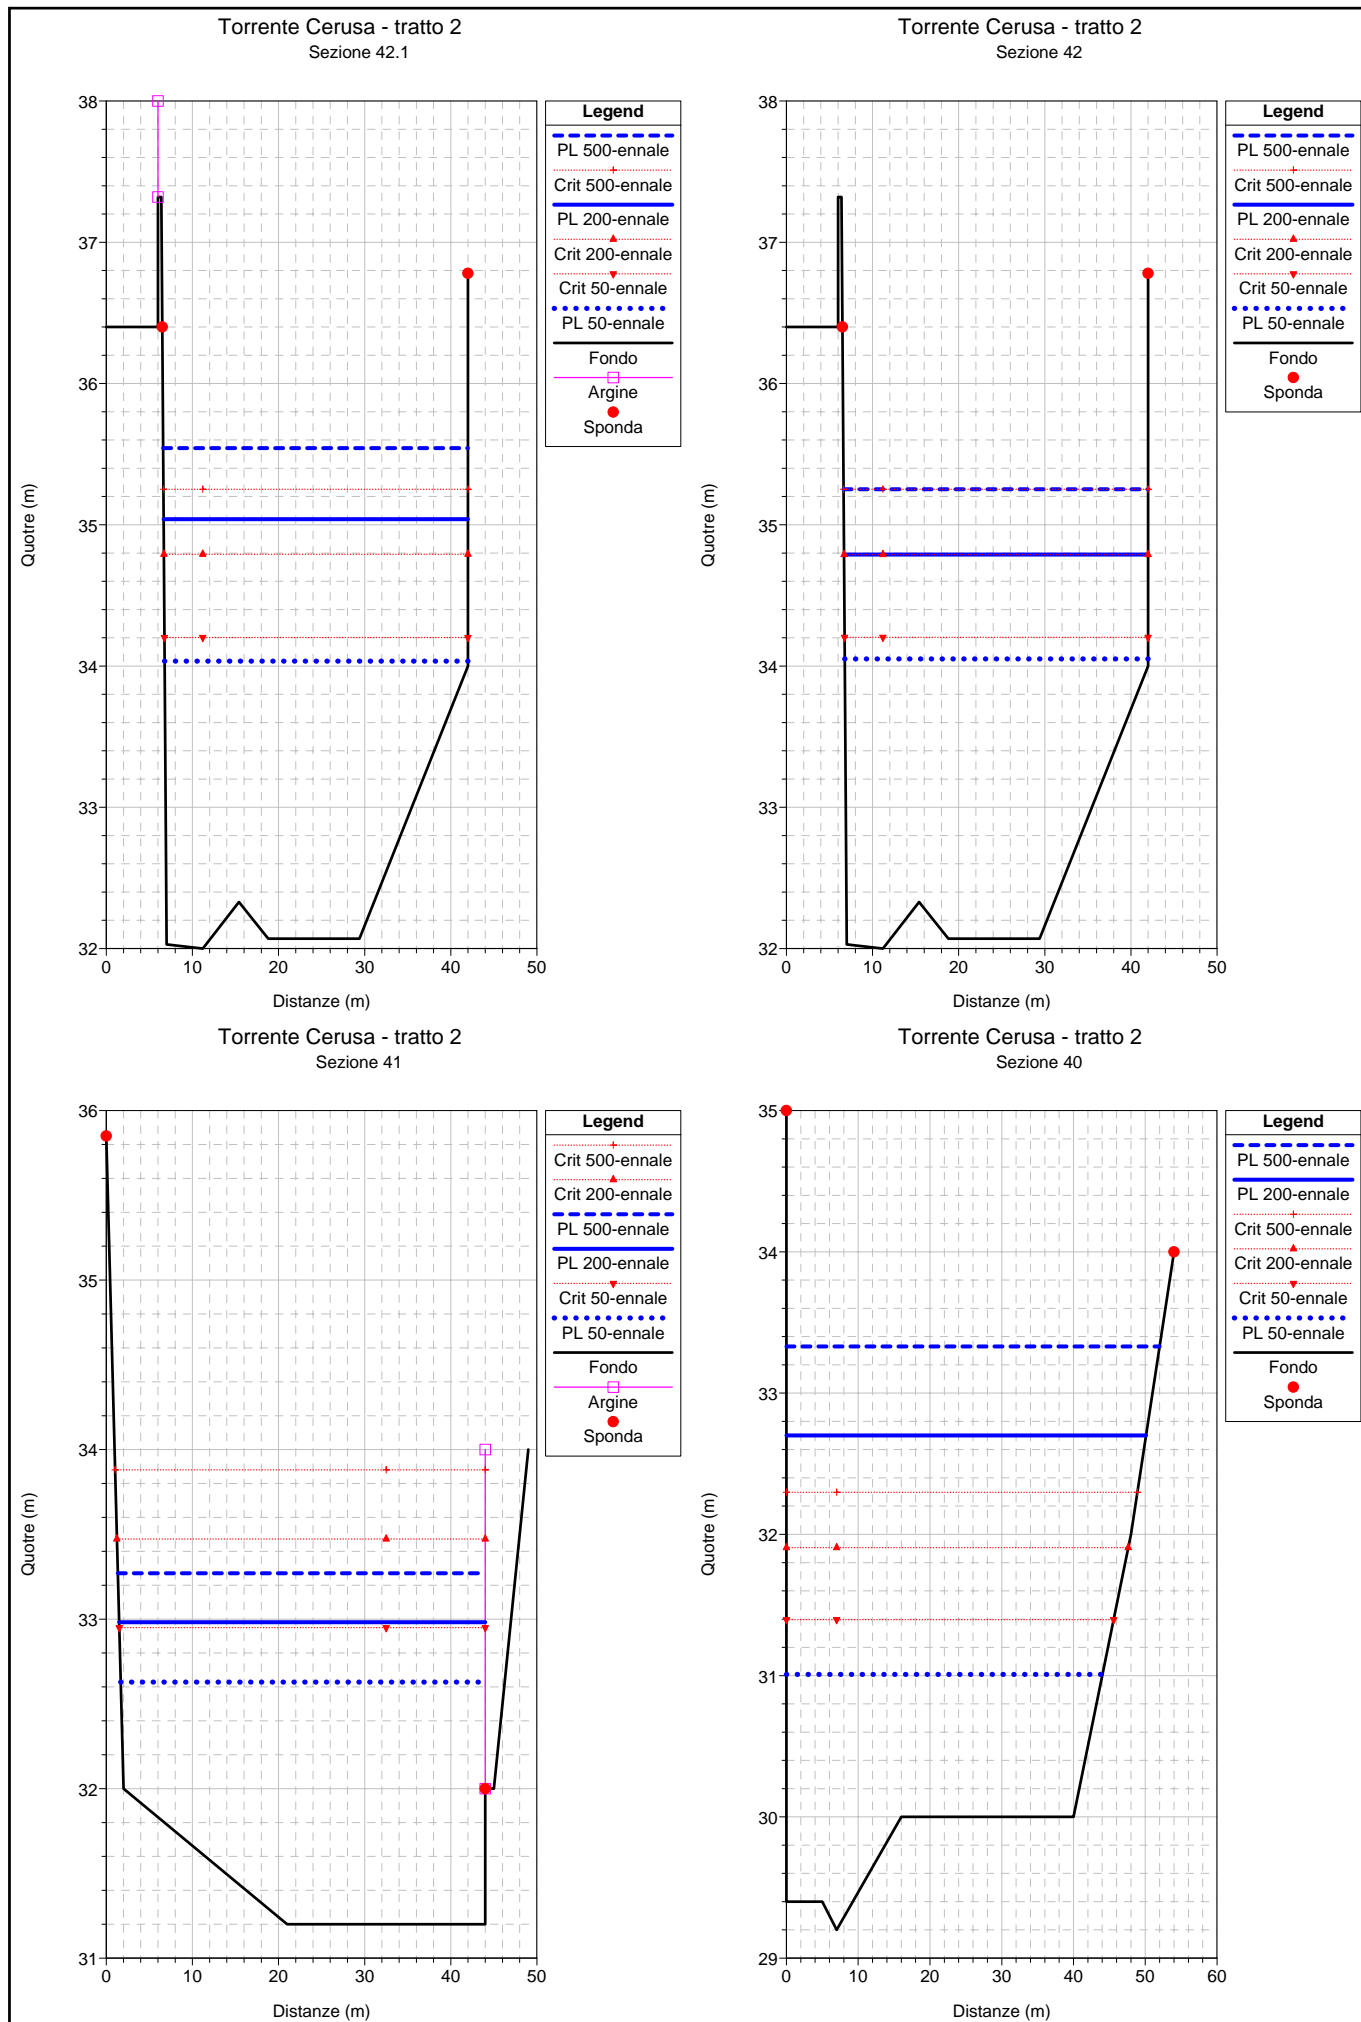 Torrente Cerusa - tratto 2
Sezione 42.1
38
37
36
35
34
33
32
Quotre (m)
0 10 20 30 40 50
Distanze (m)
Legend
PL 500-ennale
Crit 500-ennale
PL 200-ennale
Crit 200-ennale
Crit 50-ennale
PL 50-ennale
Fondo
Argine
Sponda
Torrente Cerusa - tratto 2
Sezione 42
38
37
36
35
34
33
32
Quotre (m)
0 10 20 30 40 50
Distanze (m)
Legend
PL 500-ennale
Crit 500-ennale
PL 200-ennale
Crit 200-ennale
Crit 50-ennale
PL 50-ennale
Fondo
Sponda
Torrente Cerusa - tratto 2
Sezione 41
36
35
34
33
32
31
Quotre (m)
0 10 20 30 40 50
Distanze (m)
Legend
Crit 500-ennale
Crit 200-ennale
PL 500-ennale
PL 200-ennale
Crit 50-ennale
PL 50-ennale
Fondo
Argine
Sponda
Torrente Cerusa - tratto 2
Sezione 40
35
34
33
32
31
30
29
Quotre (m)
0 10 20 30 40 50 60
Distanze (m)
Legend
PL 500-ennale
PL 200-ennale
Crit 500-ennale
Crit 200-ennale
Crit 50-ennale
PL 50-ennale
Fondo
Sponda